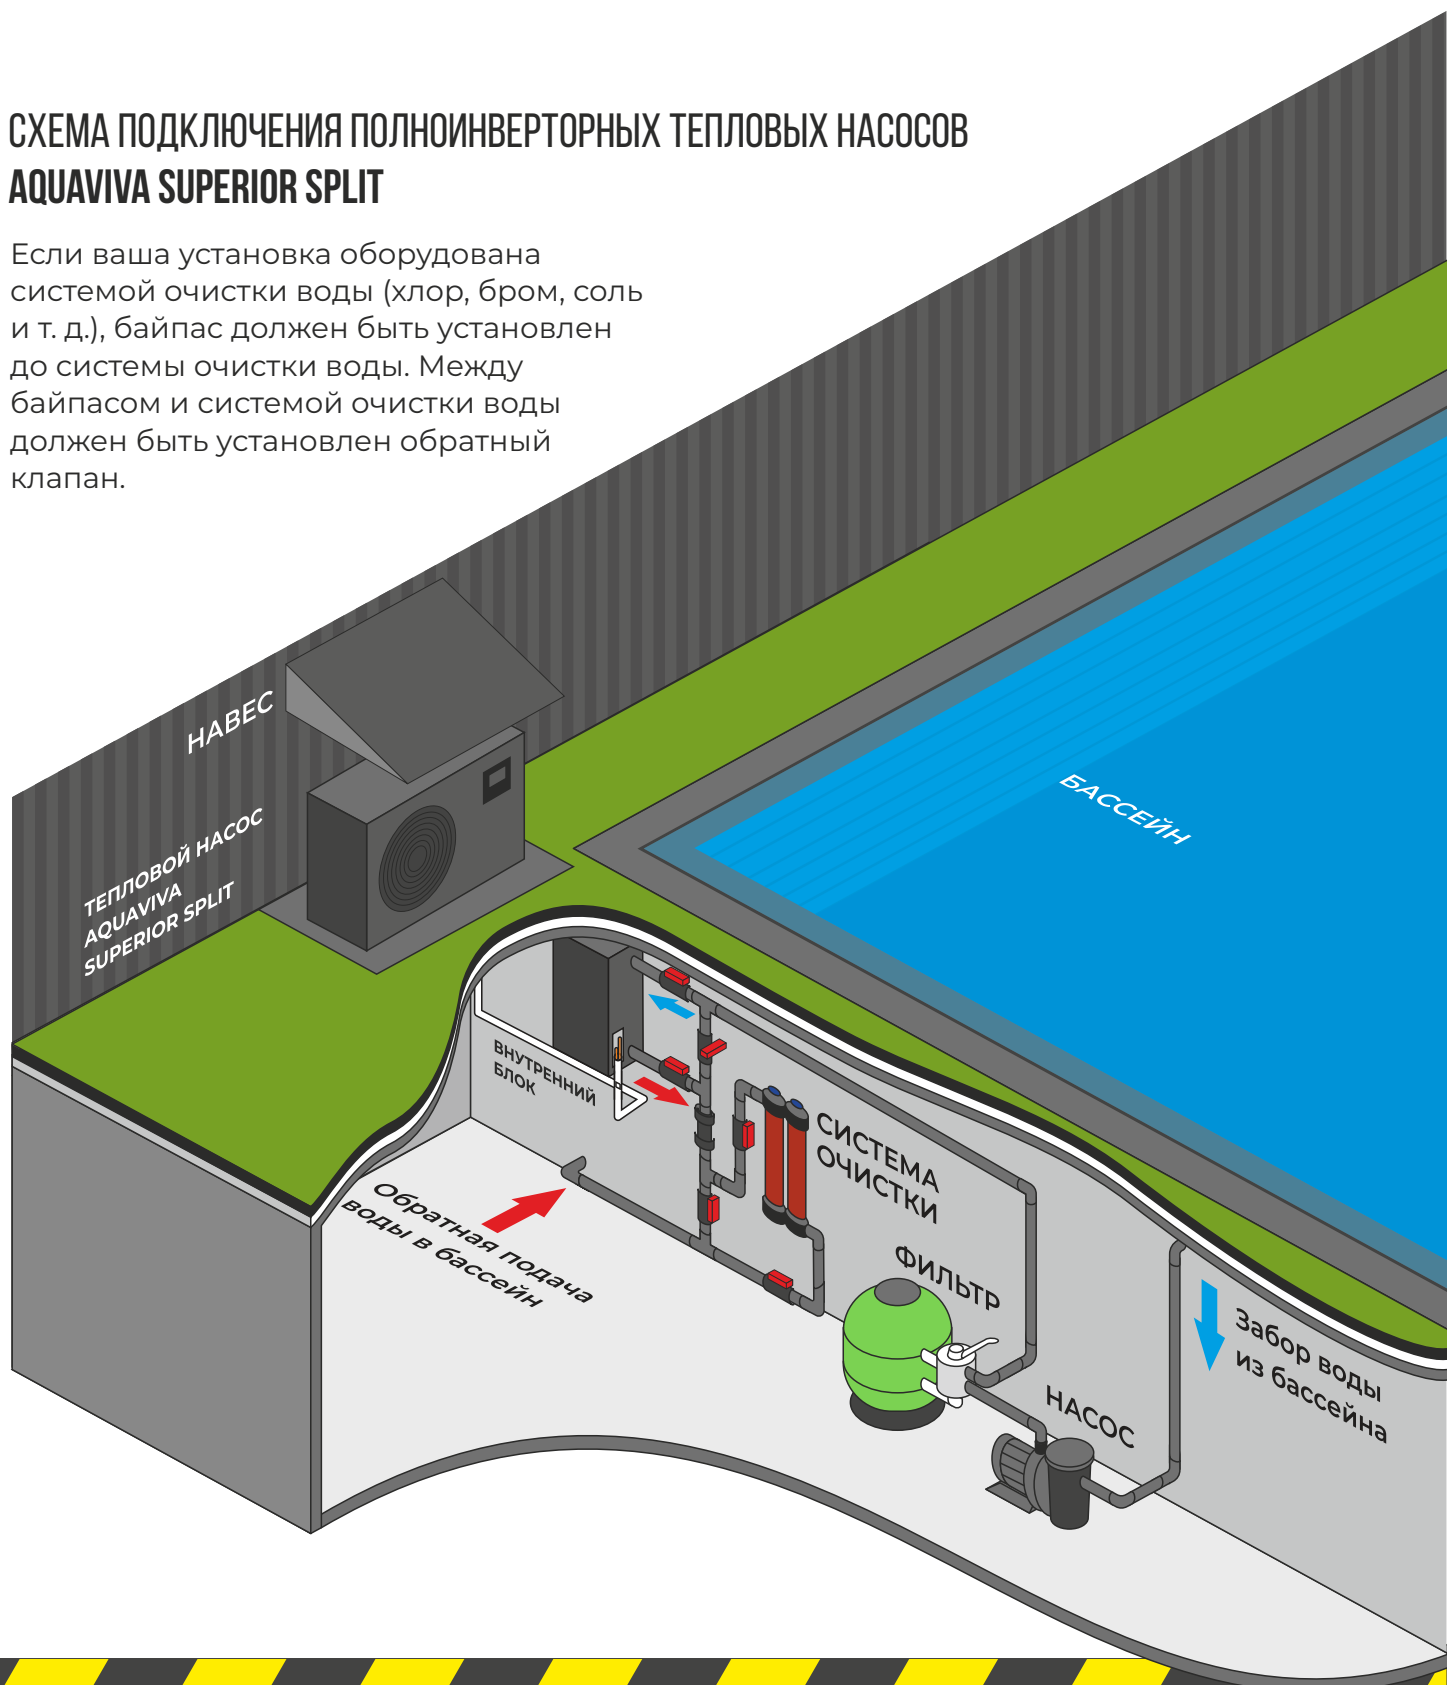 СХЕМА ПОДКЛЮЧЕНИЯ ПОЛНОИНВЕРТОРНЫХ ТЕПЛОВЫХ НАСОСОВ
AQUAVIVA SUPERIOR SPLIT
Если ваша установка оборудована
системой очистки воды (хлор, бром, соль
и т. д.), байпас должен быть установлен
до системы очистки воды. Между
байпасом и системой очистки воды
должен быть установлен обратный
клапан.
НАВЕС
ТЕПЛОВОЙ НАСОС
AQUAVIVA
SUPERIOR SPLIT
БАССЕЙН
ВНУТРЕННИЙ
БЛОК
СИСТЕМА
ОЧИСТКИ
Обратная подача
воды в бассейн
ФИЛЬТР
НАСОС
Забор воды
из бассейна